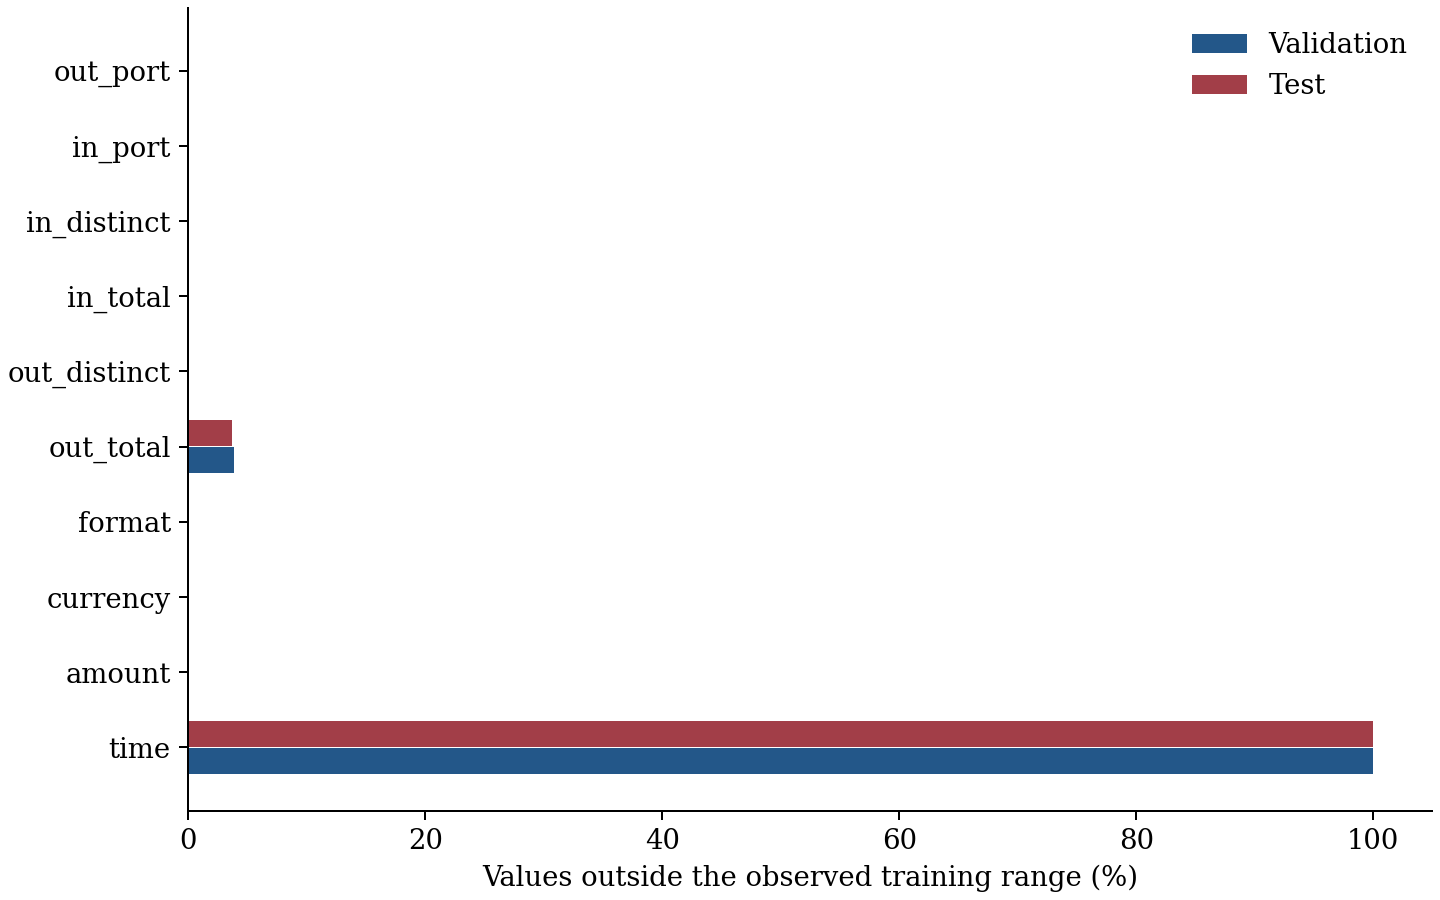 Validation
Test
out_port
in_port
in_distinct
in_total
out_distinct
out_total
format
currency
amount
time
0 20 40 60 80 100
Values outside the observed training range (%)